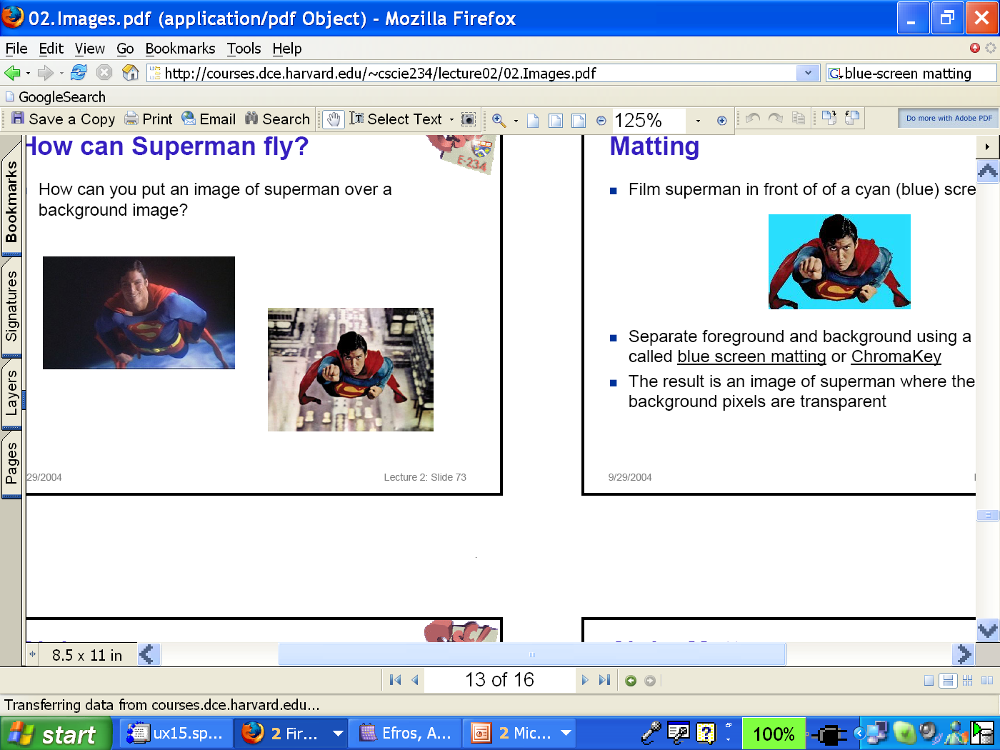 02.Images.pdf (application/pdf Object) - Mozilla Firefox
File Edit View Go Bookmarks Tools Help
http://courses.dce.harvard.edu/~cscie234/lecture02/02.Images.pdf
blue-screen matting
GoogleSearch
Save a Copy Print Email Search Select Text 125% Do more with Adobe PDF
Bookmarks
Signatures
Layers
Pages
How can Superman fly?
E-234
How can you put an image of superman over a
background image?
29/2004
Lecture 2: Slide 73
Matting
Film superman in front of of a cyan (blue) scre
Separate foreground and background using a
called blue screen matting or ChromaKey
The result is an image of superman where the
background pixels are transparent
9/29/2004
8.5 x 11 in
13 of 16
Transferring data from courses.dce.harvard.edu...
start
ux15.sp...
2 Fir...
Efros, A...
2 Mic...
100%